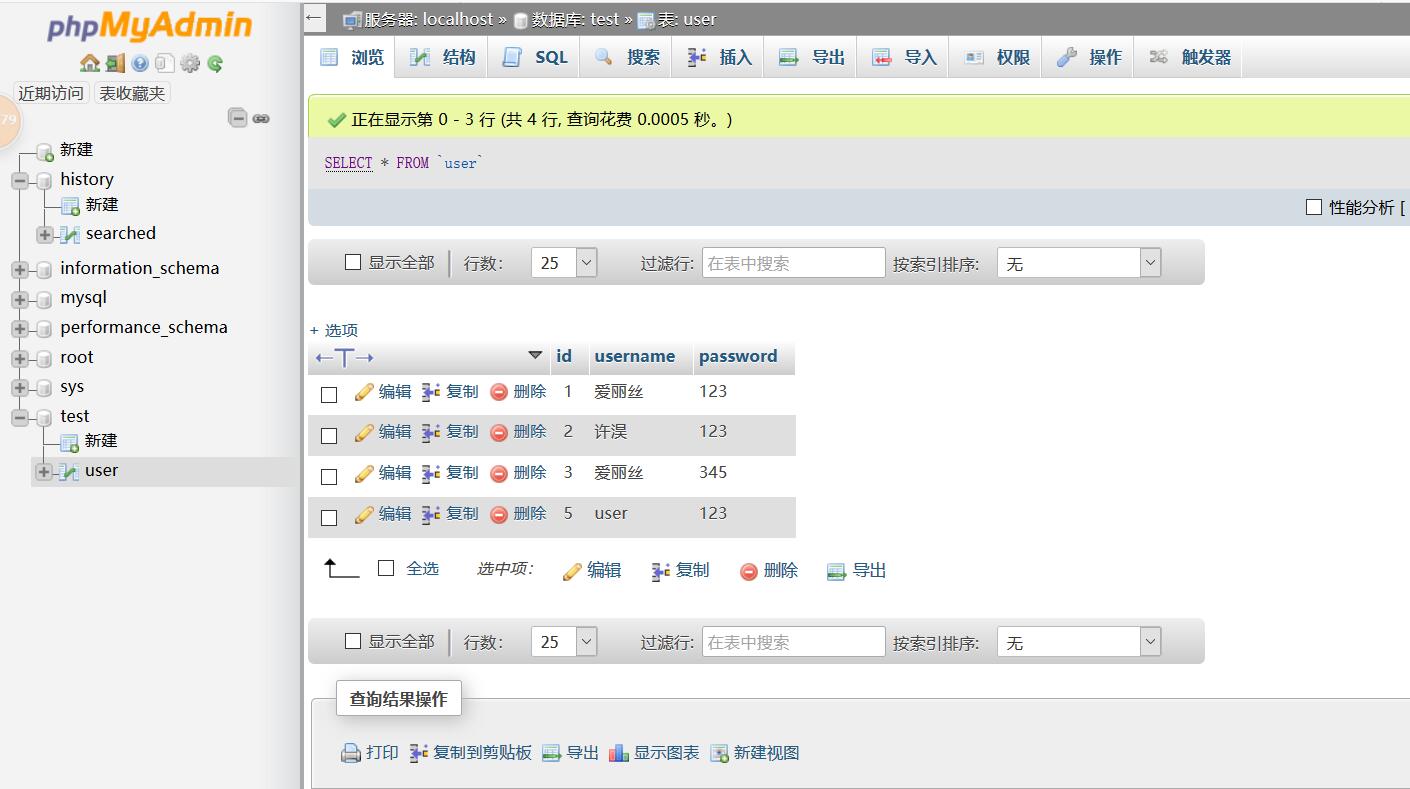 phpMyAdmin
近期访问 表收藏夹
79
新建
history
新建
searched
information_schema
mysql
performance_schema
root
sys
test
新建
user
服务器: localhost » 数据库: test » 表: user
浏览 结构 SQL 搜索 插入 导出 导入 权限 操作 触发器
正在显示第 0 - 3 行 (共 4 行, 查询花费 0.0005 秒。)
SELECT * FROM `user`
性能分析 [
显示全部 行数: 25 过滤行: 在表中搜索 按索引排序: 无
+ 选项
←T→ id username password
编辑 复制 删除 1 爱丽丝 123
编辑 复制 删除 2 许淏 123
编辑 复制 删除 3 爱丽丝 345
编辑 复制 删除 5 user 123
全选 选中项: 编辑 复制 删除 导出
显示全部 行数: 25 过滤行: 在表中搜索 按索引排序: 无
查询结果操作
打印 复制到剪贴板 导出 显示图表 新建视图